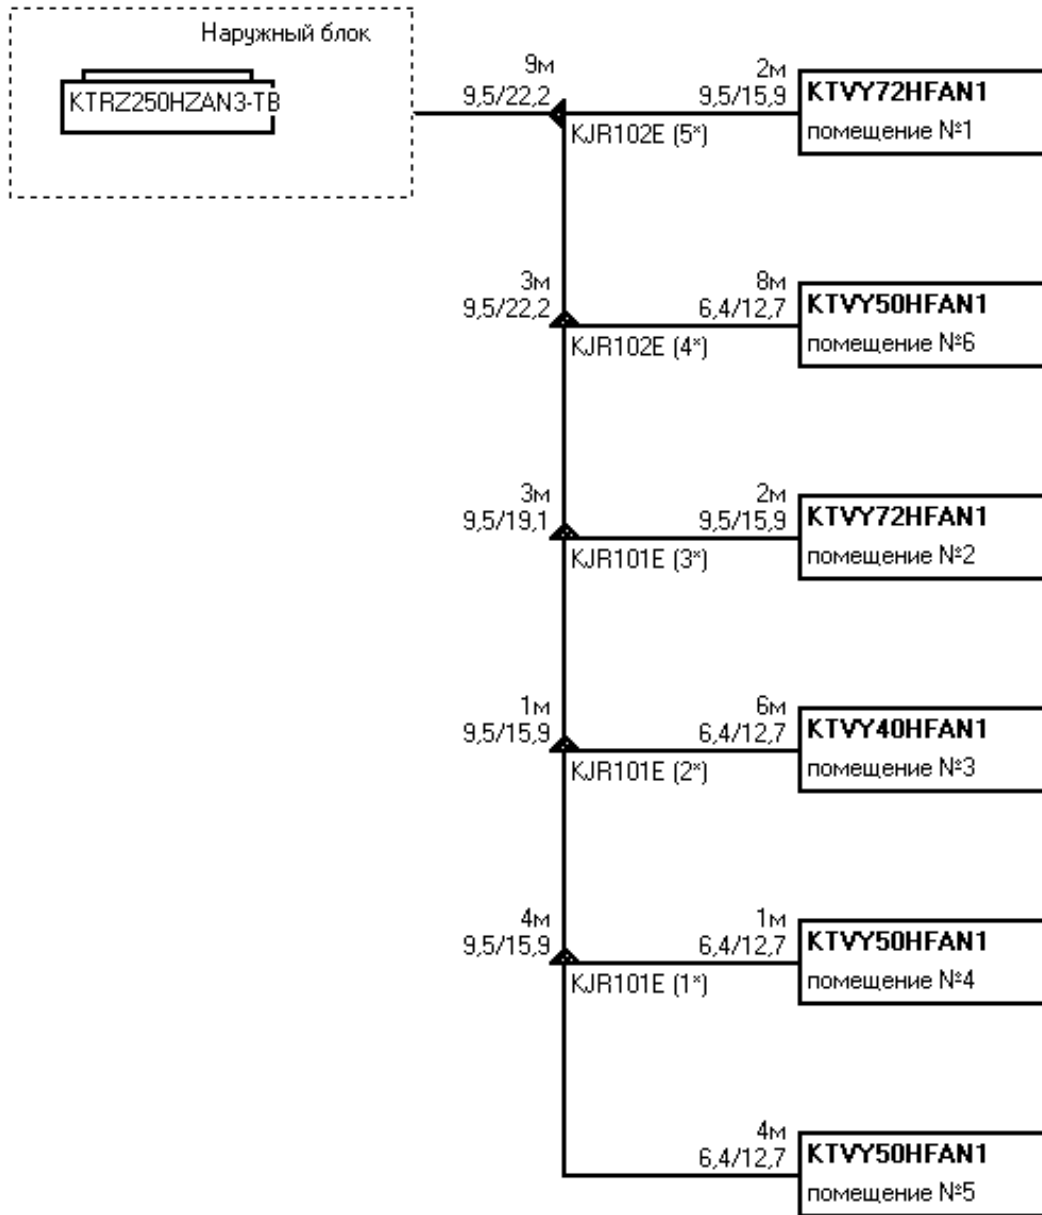 Наружный блок
KTRZ250HZAN3-TB
9м
9,5/22,2
KJR102E (5*)
2м
9,5/15,9
KTVY72HFAN1
помещение №1
3м
9,5/22,2
KJR102E (4*)
8м
6,4/12,7
KTVY50HFAN1
помещение №6
3м
9,5/19,1
KJR101E (3*)
2м
9,5/15,9
KTVY72HFAN1
помещение №2
1м
9,5/15,9
KJR101E (2*)
6м
6,4/12,7
KTVY40HFAN1
помещение №3
4м
9,5/15,9
KJR101E (1*)
1м
6,4/12,7
KTVY50HFAN1
помещение №4
4м
6,4/12,7
KTVY50HFAN1
помещение №5